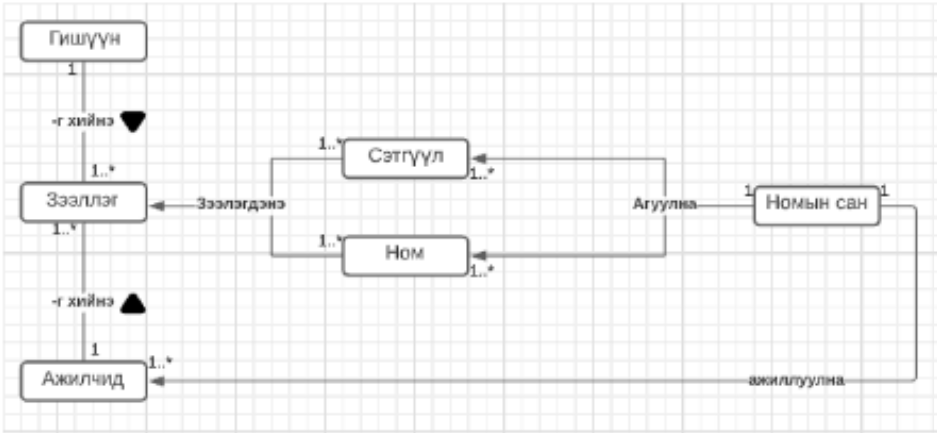 Гишүүн
1
-г хийнэ
1..*
Зээллэг
1..*
-г хийнэ
1
Ажилчид
1..*
Зээлэгдэнэ
1..*
Сэтгүүл
1..*
1..*
Ном
1..*
Агуулна
1
Номын сан
1
ажиллуулна